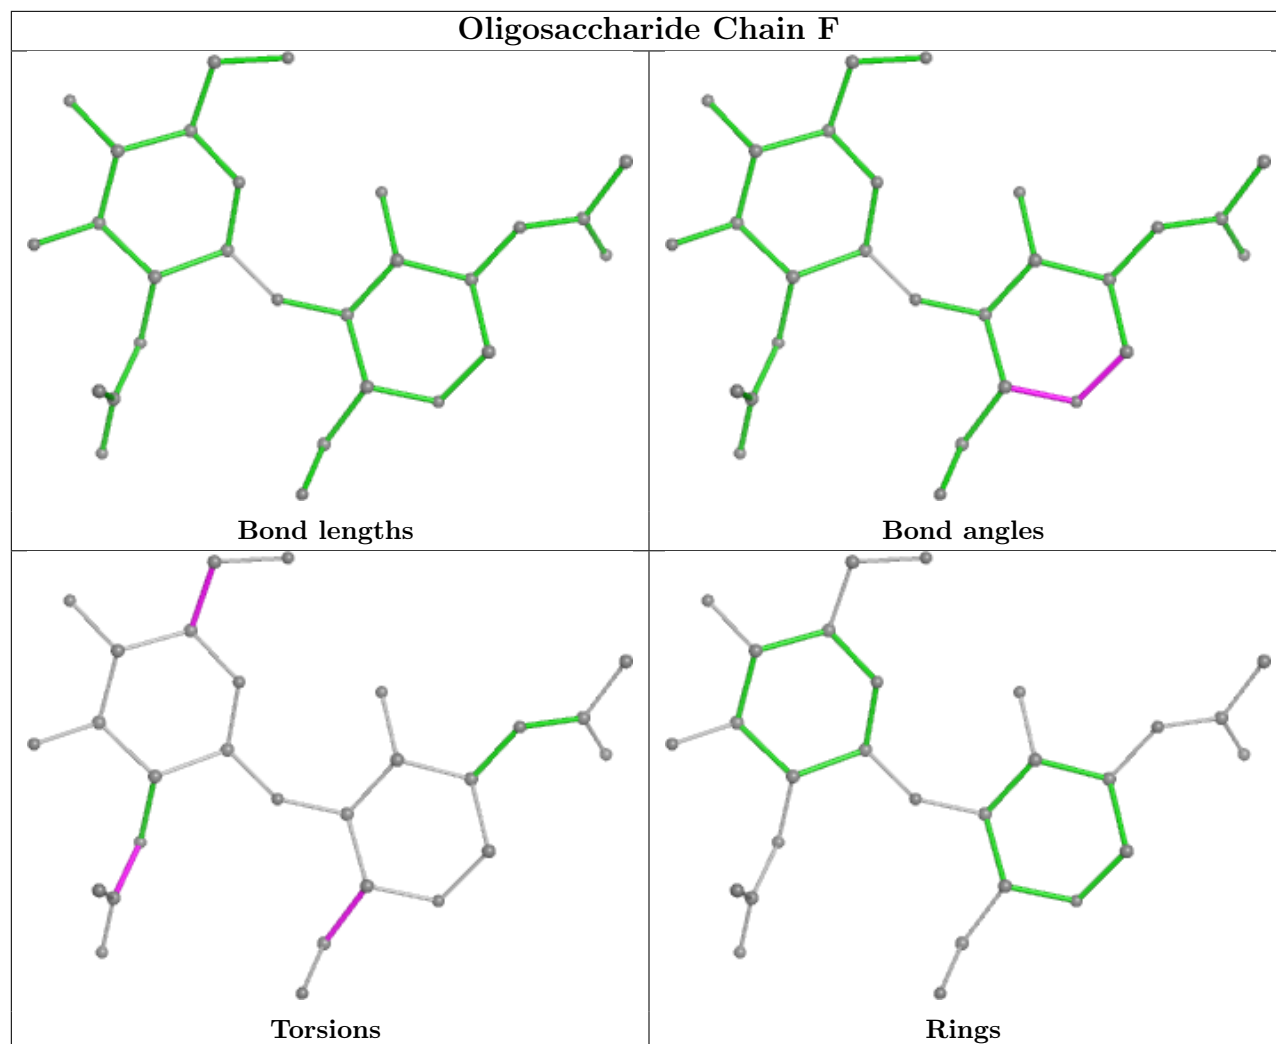 Oligosaccharide Chain F
Bond lengths
Bond angles
Torsions
Rings